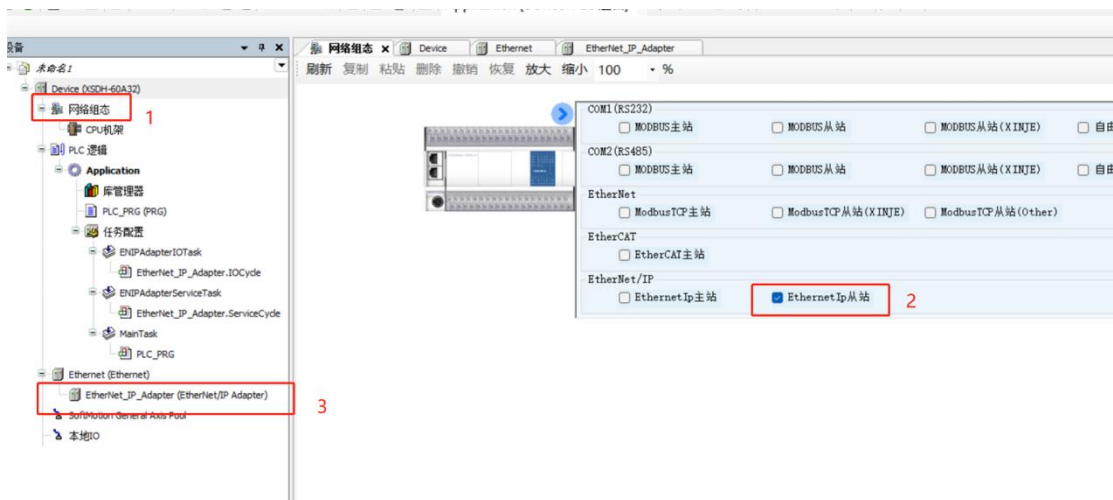 设备
网络组态
Device
Ethernet
EtherNet_IP_Adapter
刷新 复制 粘贴 删除 撤销 恢复 放大 缩小 100 %
未命名1
Device (XSDH-60A32)
网络组态
1
CPU机架
PLC 逻辑
Application
库管理器
PLC_PRG (PRG)
任务配置
ENIPAdapterIOTask
EtherNet_IP_Adapter.IOCycle
ENIPAdapterServiceTask
EtherNet_IP_Adapter.ServiceCycle
MainTask
PLC_PRG
Ethernet (Ethernet)
EtherNet_IP_Adapter (EtherNet/IP Adapter)
3
SoftMotion General Axis Pool
本地IO
COM1(RS232)
MODBUS主站 MODBUS从站 MODBUS从站(XINJE) 自由
COM2(RS485)
MODBUS主站 MODBUS从站 MODBUS从站(XINJE) 自由
EtherNet
ModbusTCP主站 ModbusTCP从站(XINJE) ModbusTCP从站(Other)
EtherCAT
EtherCAT主站
EtherNet/IP
EthernetIp主站 EthernetIp从站
2